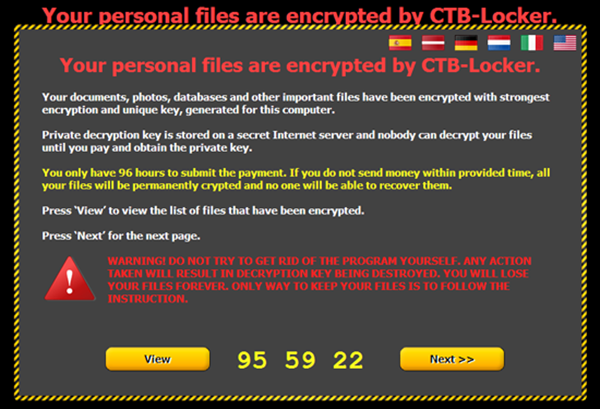 Your personal files are encrypted by CTB-Locker.
Your personal files are encrypted by CTB-Locker.
Your documents, photos, databases and other important files have been encrypted with strongest
encryption and unique key, generated for this computer.
Private decryption key is stored on a secret Internet server and nobody can decrypt your files
until you pay and obtain the private key.
You only have 96 hours to submit the payment. If you do not send money within provided time, all
your files will be permanently crypted and no one will be able to recover them.
Press 'View' to view the list of files that have been encrypted.
Press 'Next' for the next page.
WARNING! DO NOT TRY TO GET RID OF THE PROGRAM YOURSELF. ANY ACTION
TAKEN WILL RESULT IN DECRYPTION KEY BEING DESTROYED. YOU WILL LOSE
YOUR FILES FOREVER. ONLY WAY TO KEEP YOUR FILES IS TO FOLLOW THE
INSTRUCTION.
View 95 59 22 Next >>